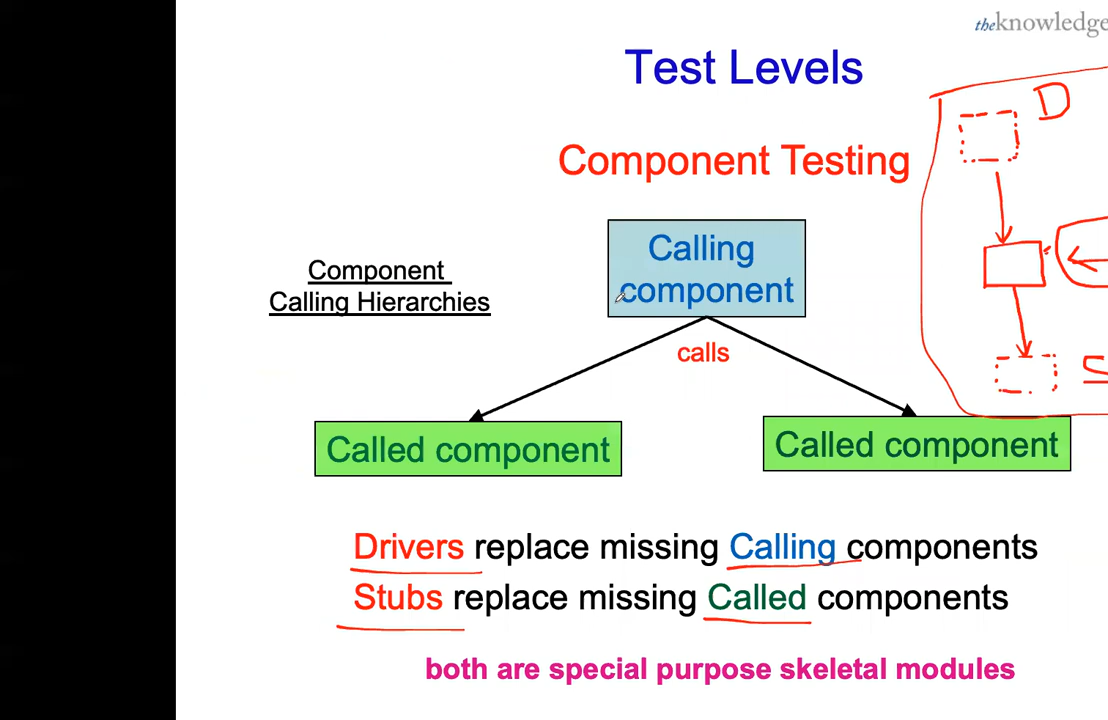 theknowledge
Test Levels
D
Component Testing
Calling
component
Component
Calling Hierarchies
calls
S
Called component
Called component
Drivers replace missing Calling components
Stubs replace missing Called components
both are special purpose skeletal modules